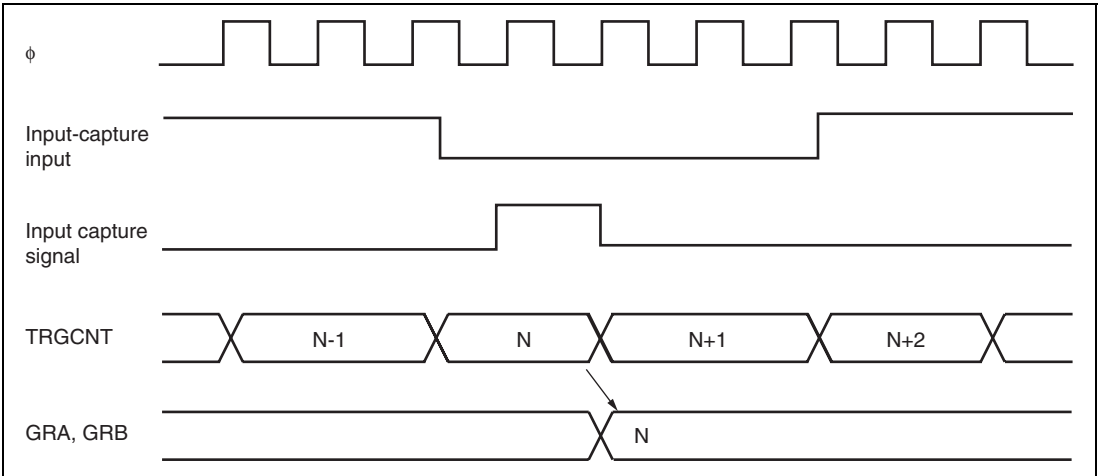 ϕ
Input-capture
input
Input capture
signal
TRGCNT
N-1
N
N+1
N+2
GRA, GRB
N